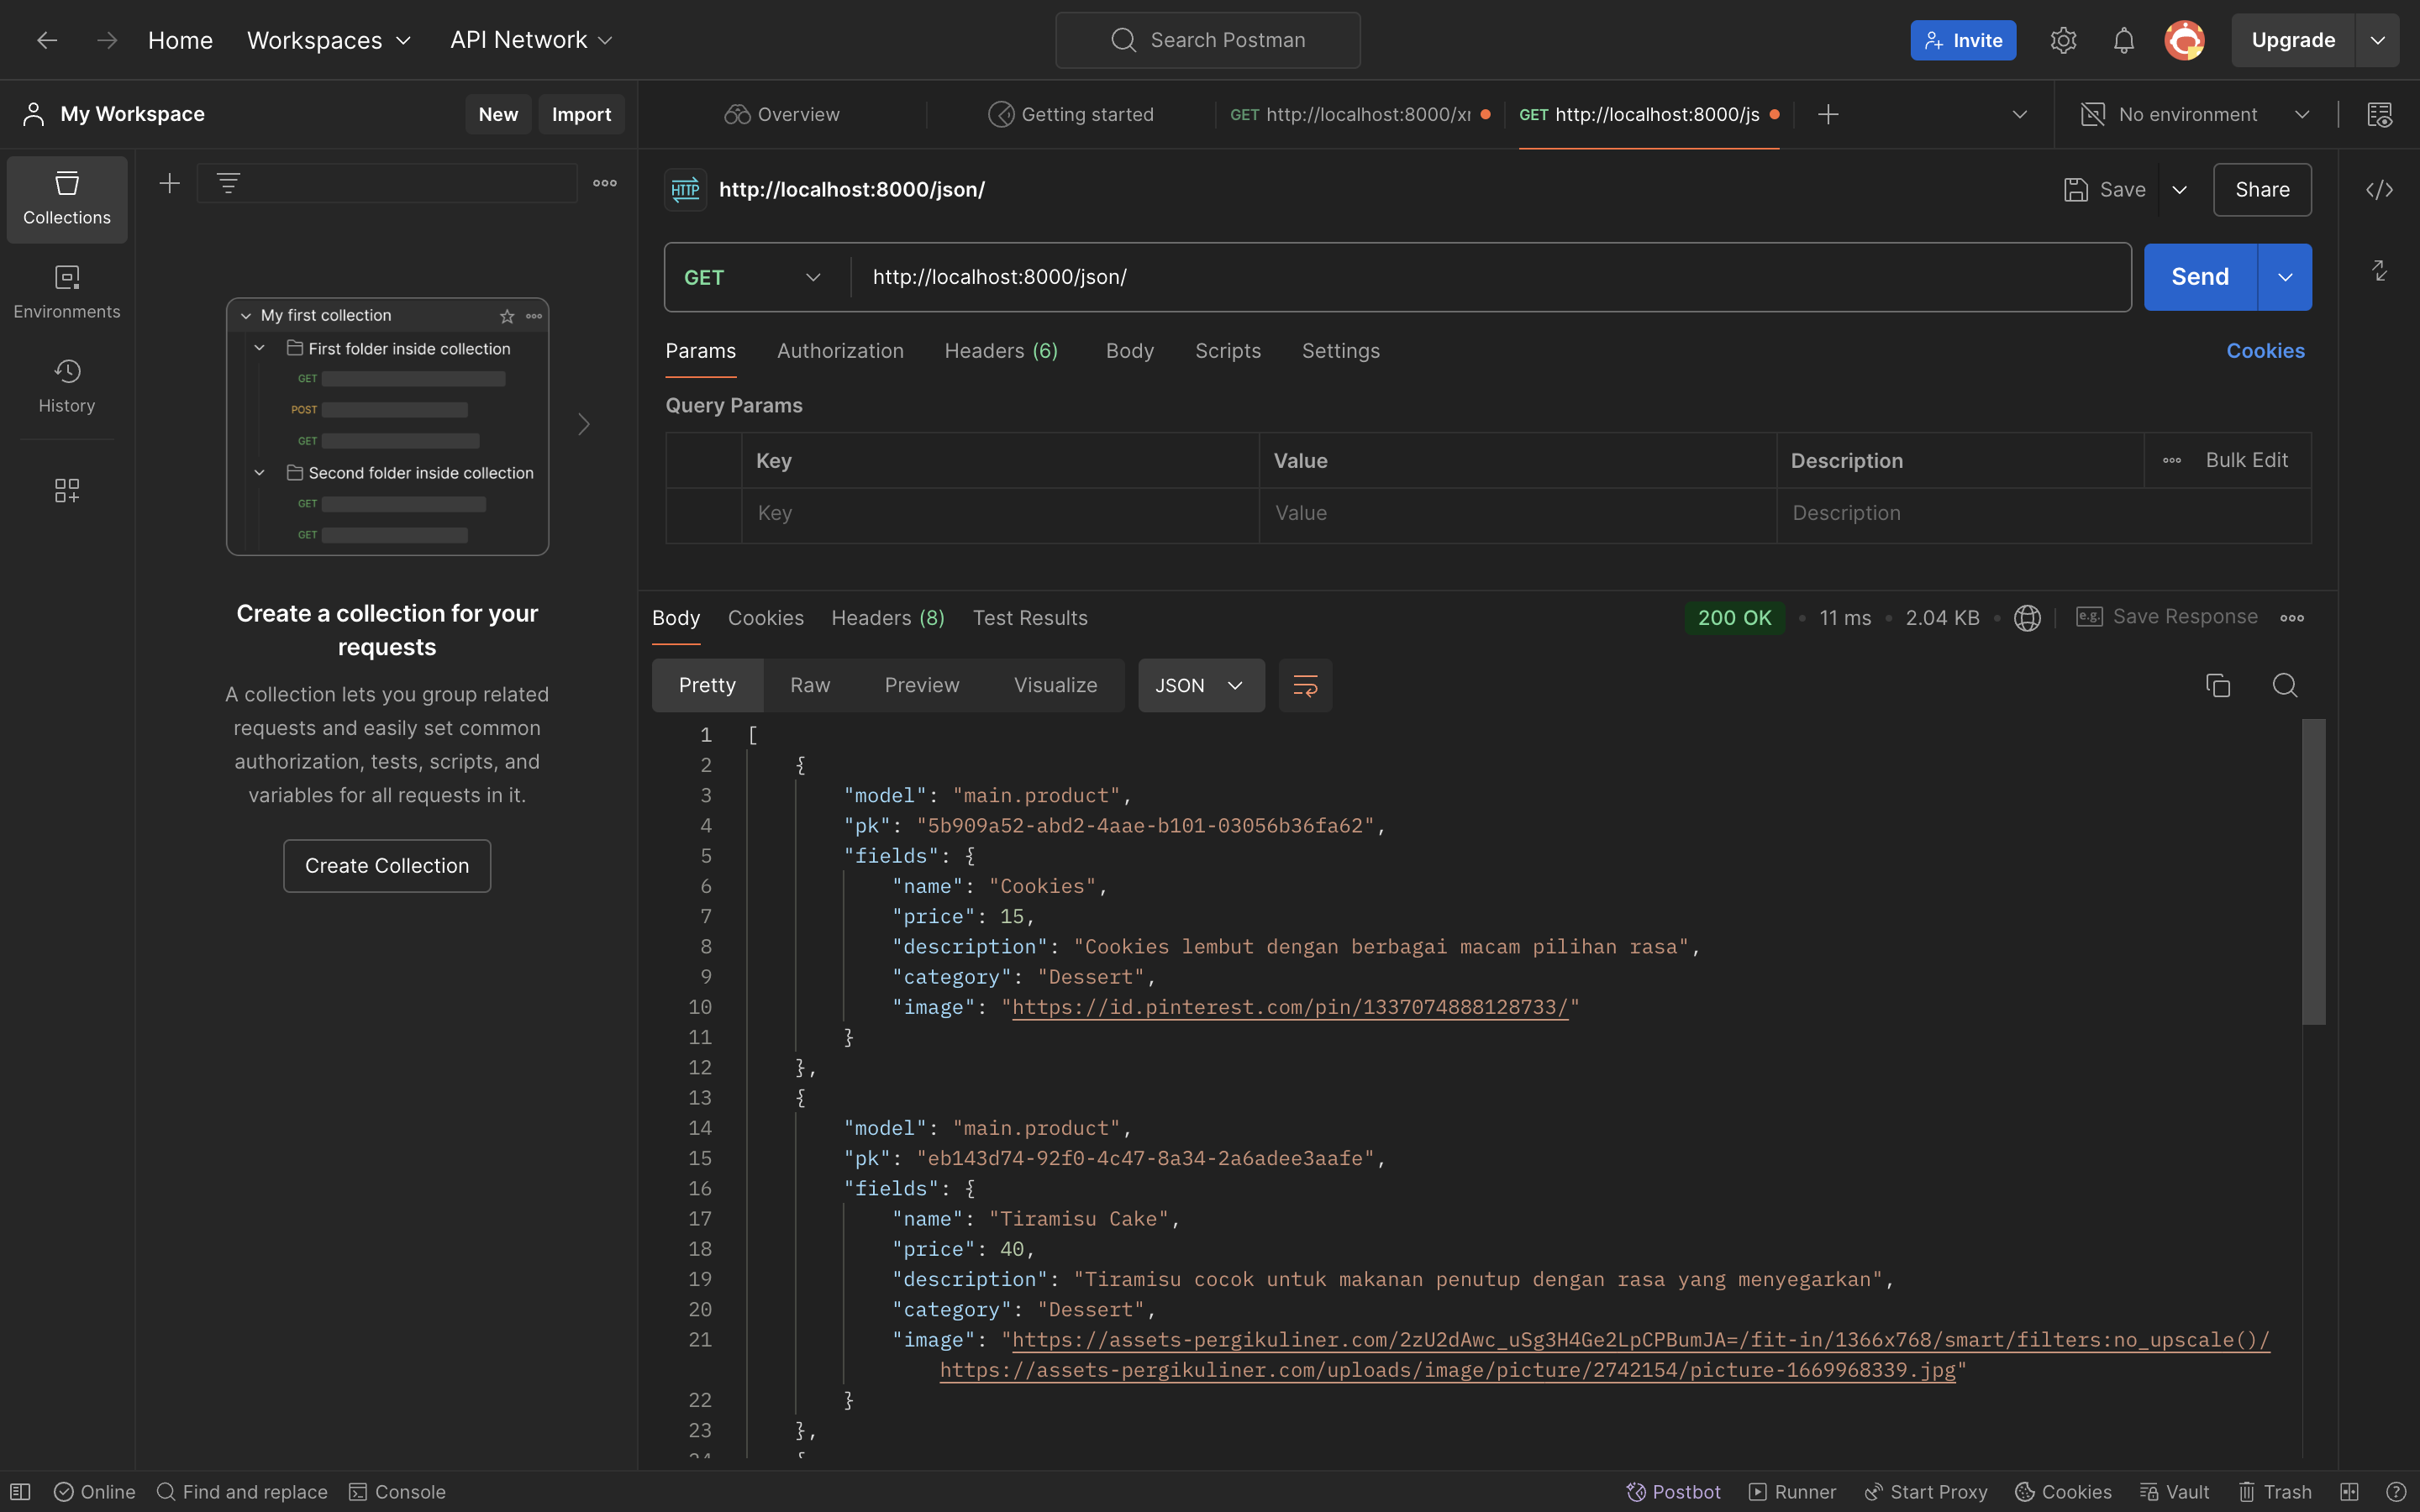 Home Workspaces API Network Search Postman Invite Upgrade
My Workspace New Import
Overview Getting started GET http://localhost:8000/x GET http://localhost:8000/js No environment
Collections
Environments
History
My first collection
First folder inside collection
GET
POST
GET
Second folder inside collection
GET
GET
Create a collection for your
requests
A collection lets you group related
requests and easily set common
authorization, tests, scripts, and
variables for all requests in it.
Create Collection
HTTP http://localhost:8000/json/ Save Share
GET http://localhost:8000/json/ Send
Params Authorization Headers (6) Body Scripts Settings Cookies
Query Params
Key Value Description Bulk Edit
Key Value Description
Body Cookies Headers (8) Test Results 200 OK • 11 ms • 2.04 KB • e.g. Save Response
Pretty Raw Preview Visualize JSON
1 [
2 {
3 "model": "main.product",
4 "pk": "5b909a52-abd2-4aae-b101-03056b36fa62",
5 "fields": {
6 "name": "Cookies",
7 "price": 15,
8 "description": "Cookies lembut dengan berbagai macam pilihan rasa",
9 "category": "Dessert",
10 "image": "https://id.pinterest.com/pin/1337074888128733/"
11 }
12 },
13 {
14 "model": "main.product",
15 "pk": "eb143d74-92f0-4c47-8a34-2a6adee3aafe",
16 "fields": {
17 "name": "Tiramisu Cake",
18 "price": 40,
19 "description": "Tiramisu cocok untuk makanan penutup dengan rasa yang menyegarkan",
20 "category": "Dessert",
21 "image": "https://assets-pergikuliner.com/2zU2dAwc_uSg3H4Ge2LpCPBumJA=/fit-in/1366x768/smart/filters:no_upscale()/
https://assets-pergikuliner.com/uploads/image/picture/2742154/picture-1669968339.jpg"
22 }
23 },
Online Find and replace Console Postbot Runner Start Proxy Cookies Vault Trash